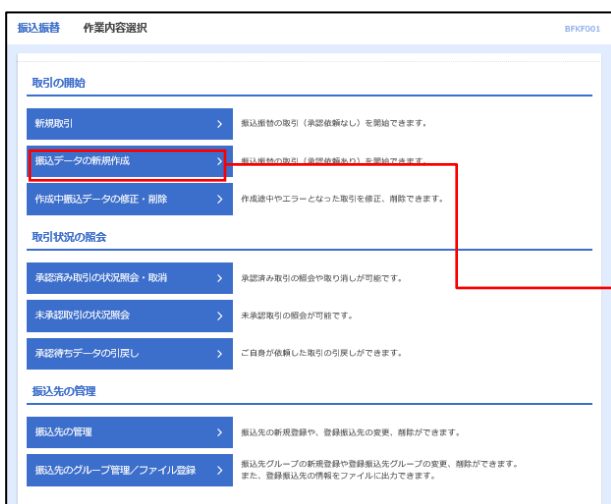 振込振替 作業内容選択 BFKF001
取引の開始
新規取引 振込振替の取引（承認依頼なし）を開始できます。
振込データの新規作成 振込振替の取引（承認依頼あり）を開始できます。
作成中振込データの修正・削除 作成途中やエラーとなった取引を修正、削除できます。
取引状況の照会
承認済み取引の状況照会・取消 承認済み取引の照会や取り消しが可能です。
未承認取引の状況照会 未承認取引の照会が可能です。
承認待ちデータの引戻し ご自身が依頼した取引の引戻しができます。
振込先の管理
振込先の管理 振込先の新規登録や、登録振込先の変更、削除ができます。
振込先のグループ管理／ファイル登録 振込先グループの新規登録や登録振込先グループの変更、削除ができます。
また、登録振込先の情報をファイルに出力できます。